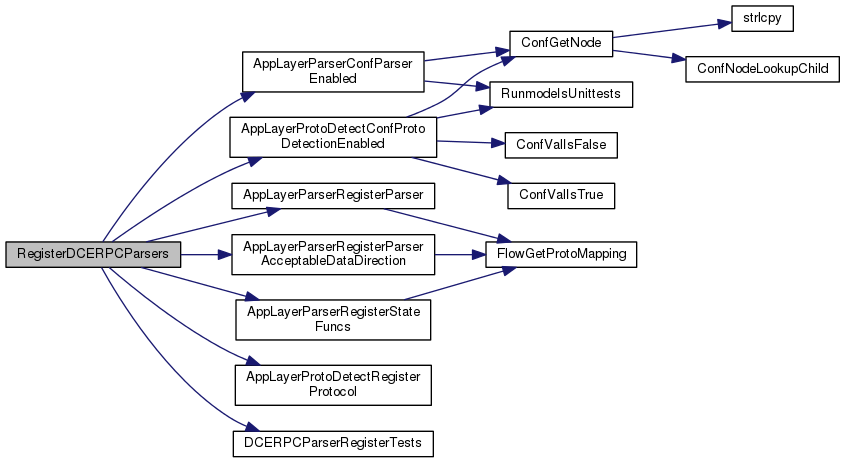 RegisterDCERPCParsers
AppLayerParserConfParser
Enabled
AppLayerProtoDetectConfProto
DetectionEnabled
AppLayerParserRegisterParser
AppLayerParserRegisterParser
AcceptableDataDirection
AppLayerParserRegisterState
Funcs
AppLayerProtoDetectRegister
Protocol
DCERPCParserRegisterTests
ConfGetNode
RunmodeIsUnittests
ConfValIsFalse
ConfValIsTrue
FlowGetProtoMapping
strlcpy
ConfNodeLookupChild